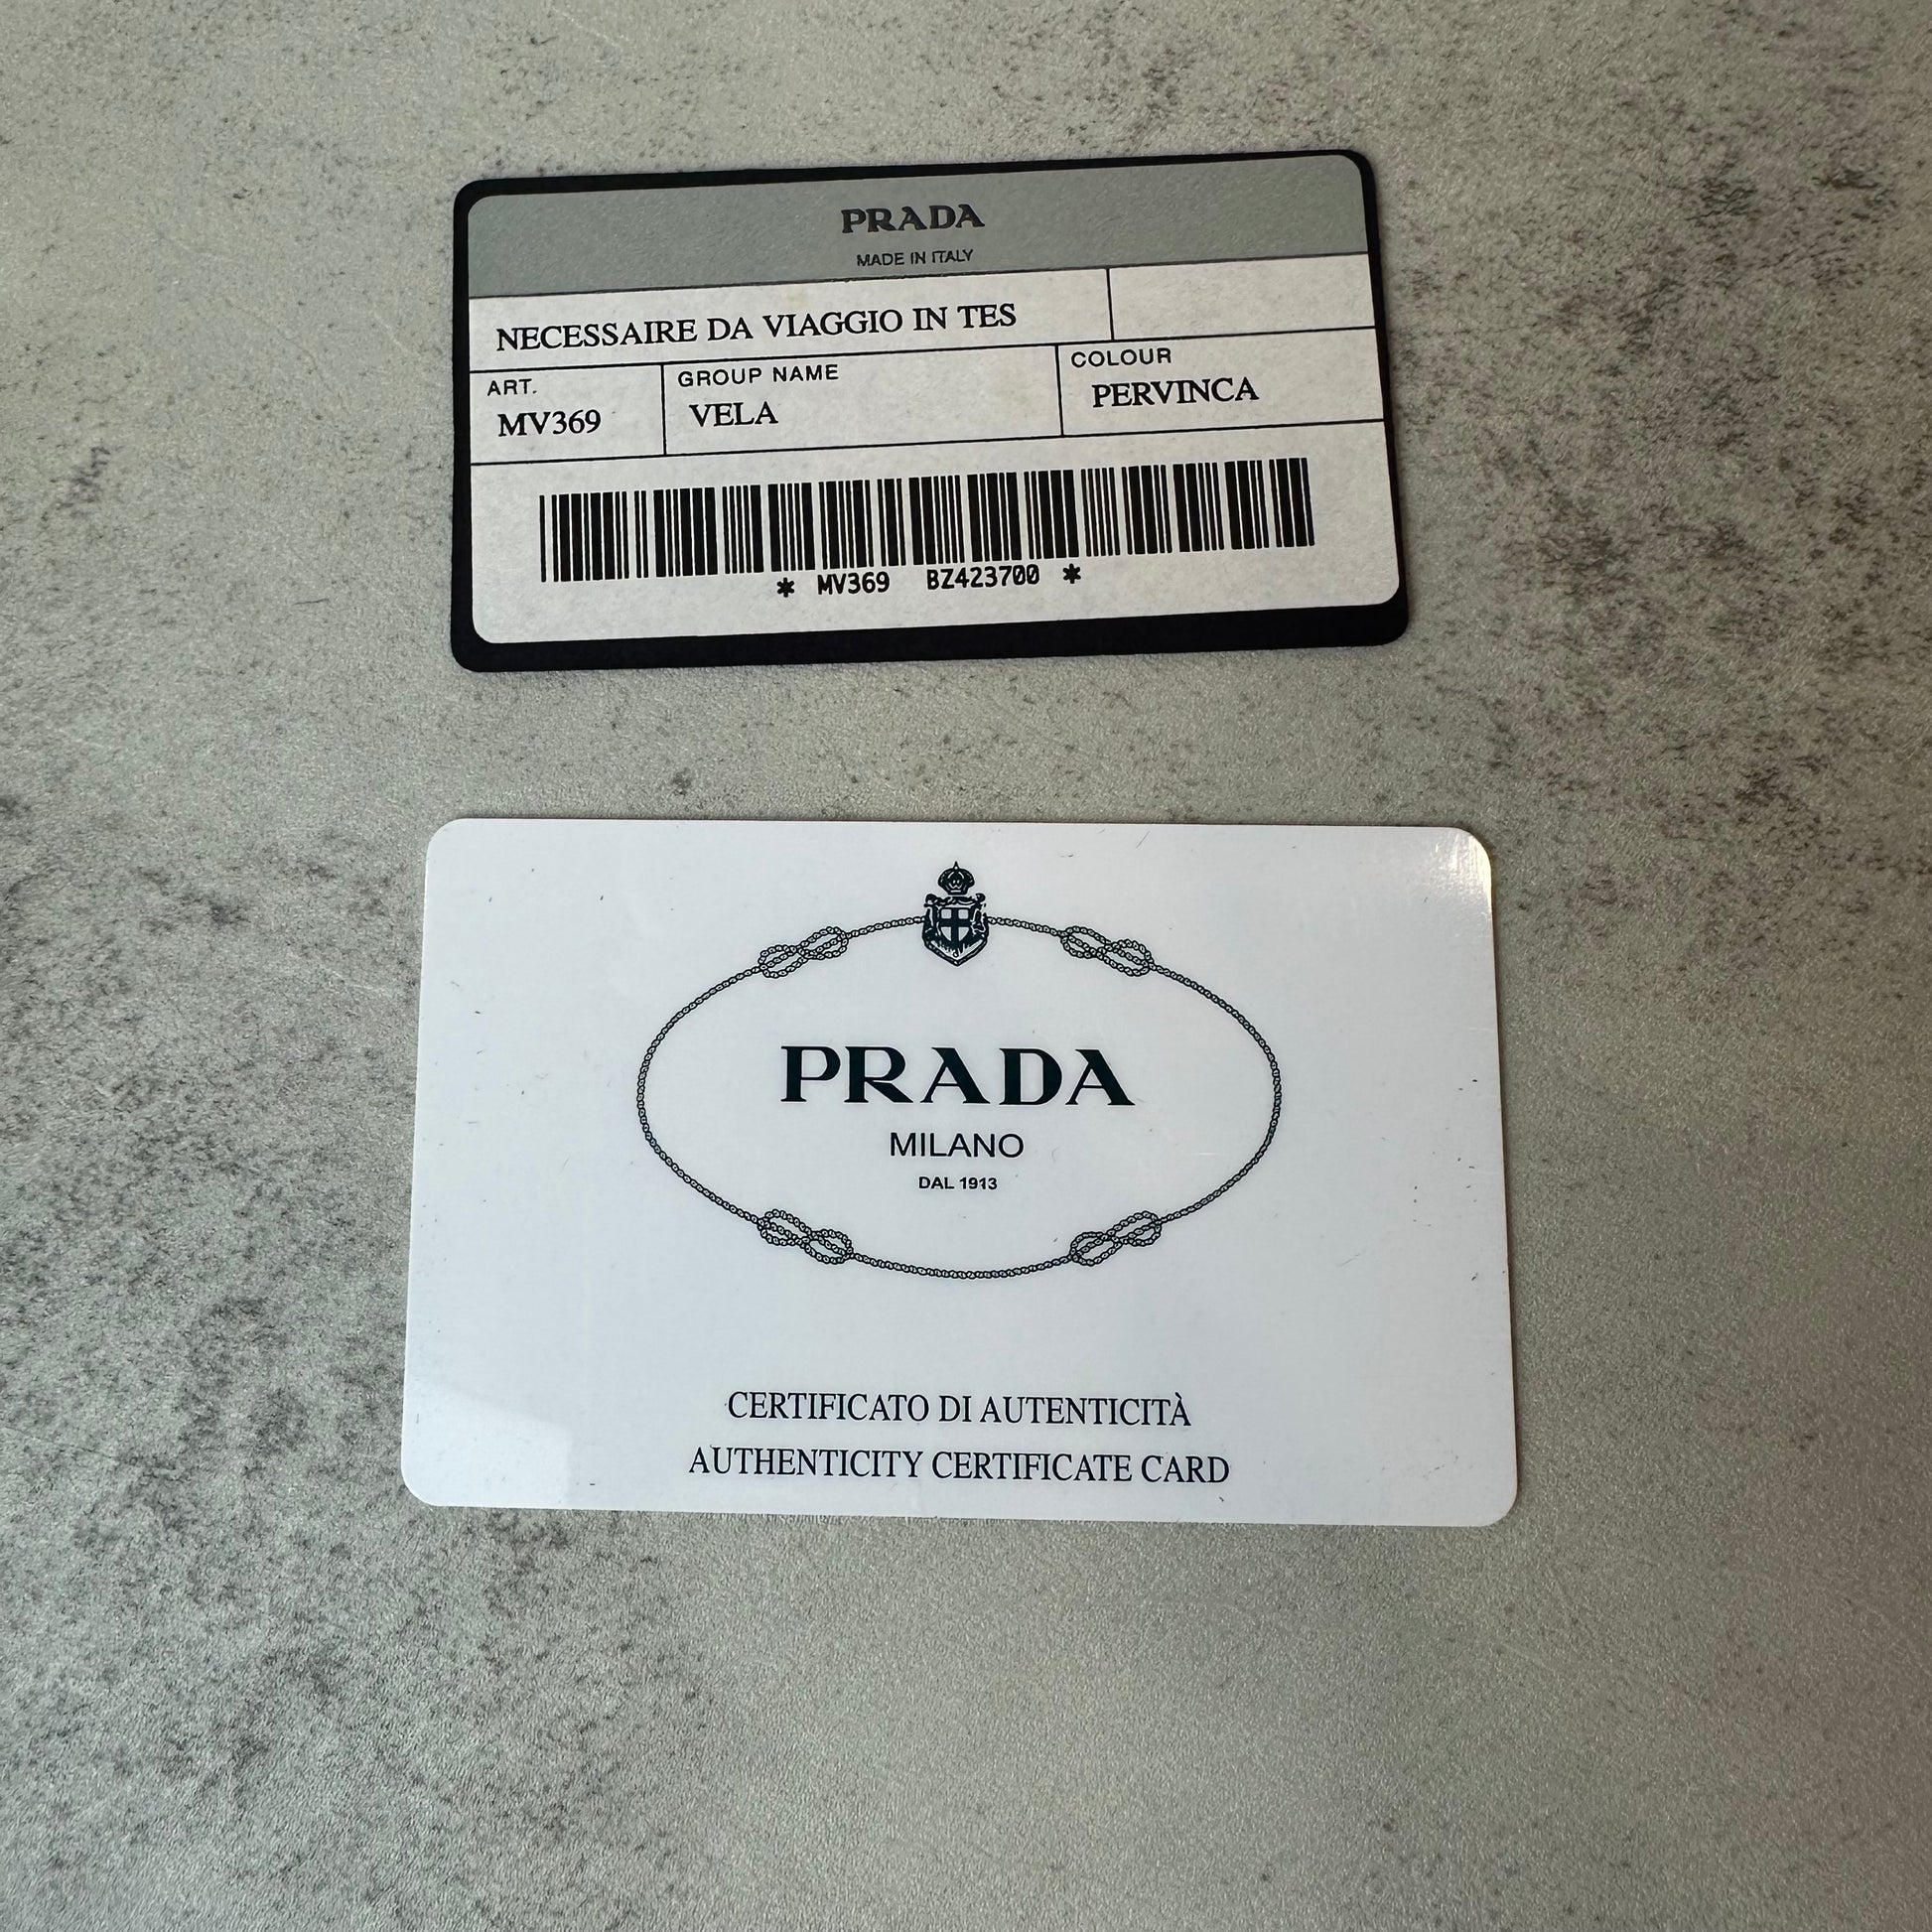 PRADA
MADE IN ITALY
NECESSAIRE DA VIAGGIO IN TES
ART. GROUP NAME COLOUR
MV369 VELA PERVINCA
* MV369 BZ423700 *
PRADA
MILANO
DAL 1913
CERTIFICATO DI AUTENTICITÀ
AUTHENTICITY CERTIFICATE CARD